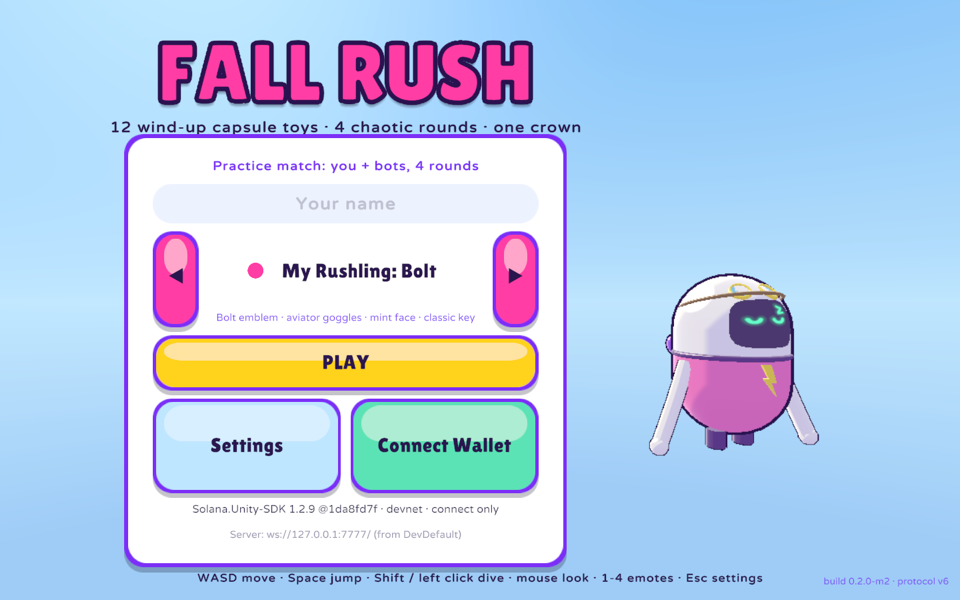 FALL RUSH
12 wind-up capsule toys · 4 chaotic rounds · one crown
Practice match: you + bots, 4 rounds
Your name
My Rushling: Bolt
Bolt emblem · aviator goggles · mint face · classic key
PLAY
Settings
Connect Wallet
Solana.Unity-SDK 1.2.9 @1da8fd7f · devnet · connect only
Server: ws://127.0.0.1:7777/ (from DevDefault)
WASD move · Space jump · Shift / left click dive · mouse look · 1-4 emotes · Esc settings
build 0.2.0-m2 · protocol v6